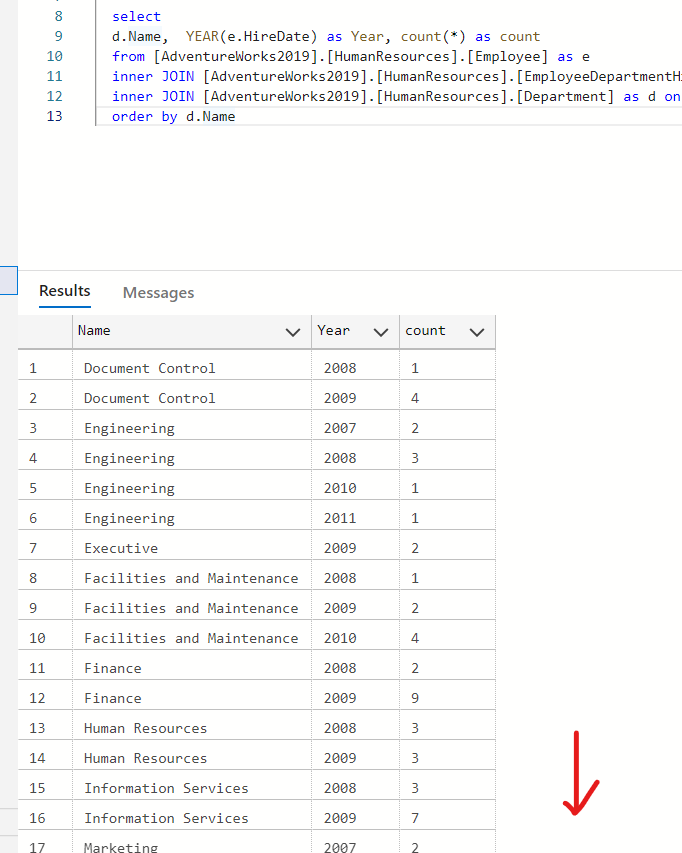 8 select
9 d.Name, YEAR(e.HireDate) as Year, count(*) as count
10 from [AdventureWorks2019].[HumanResources].[Employee] as e
11 inner JOIN [AdventureWorks2019].[HumanResources].[EmployeeDepartmentH
12 inner JOIN [AdventureWorks2019].[HumanResources].[Department] as d on
13 order by d.Name
Results Messages
Name Year count
1 Document Control 2008 1
2 Document Control 2009 4
3 Engineering 2007 2
4 Engineering 2008 3
5 Engineering 2010 1
6 Engineering 2011 1
7 Executive 2009 2
8 Facilities and Maintenance 2008 1
9 Facilities and Maintenance 2009 2
10 Facilities and Maintenance 2010 4
11 Finance 2008 2
12 Finance 2009 9
13 Human Resources 2008 3
14 Human Resources 2009 3
15 Information Services 2008 3
16 Information Services 2009 7
17 Marketing 2007 2